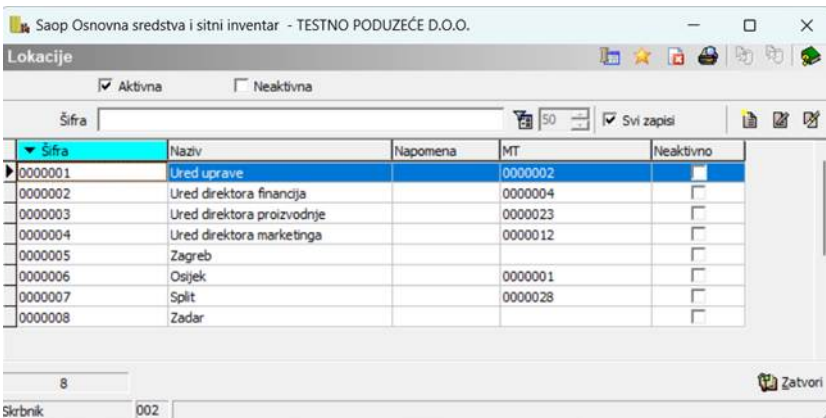 Saop Osnovna sredstva i sitni inventar - TESTNO PODUZEĆE D.O.O.
Lokacije
Aktivna Neaktivna
Šifra 50 Svi zapisi
Šifra Naziv Napomena MT Neaktivno
0000001 Ured uprave 0000002
0000002 Ured direktora financija 0000004
0000003 Ured direktora proizvodnje 0000023
0000004 Ured direktora marketinga 0000012
0000005 Zagreb
0000006 Osijek 0000001
0000007 Split 0000028
0000008 Zadar
8 Zatvori
Skrbnik 002